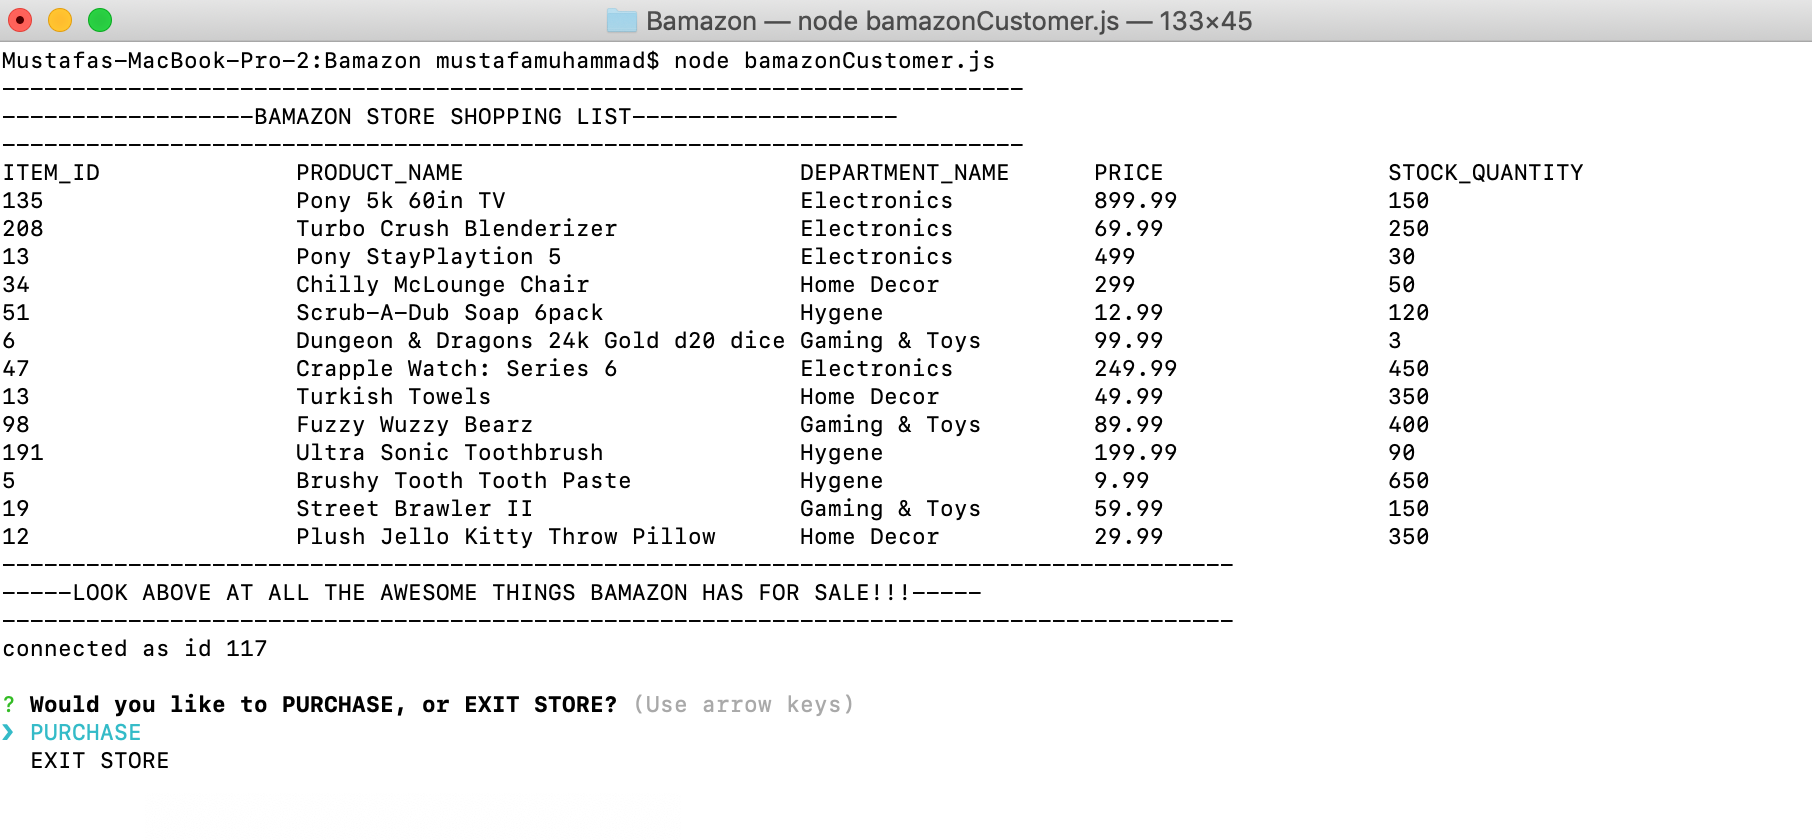 Bamazon — node bamazonCustomer.js — 133×45
Mustafas-MacBook-Pro-2:Bamazon mustafamuhammad$ node bamazonCustomer.js
-------------------------------------------------------------------------
------------------BAMAZON STORE SHOPPING LIST-------------------
-------------------------------------------------------------------------
ITEM_ID PRODUCT_NAME DEPARTMENT_NAME PRICE STOCK_QUANTITY
135 Pony 5k 60in TV Electronics 899.99 150
208 Turbo Crush Blenderizer Electronics 69.99 250
13 Pony StayPlaytion 5 Electronics 499 30
34 Chilly McLounge Chair Home Decor 299 50
51 Scrub-A-Dub Soap 6pack Hygene 12.99 120
6 Dungeon & Dragons 24k Gold d20 dice Gaming & Toys 99.99 3
47 Crapple Watch: Series 6 Electronics 249.99 450
13 Turkish Towels Home Decor 49.99 350
98 Fuzzy Wuzzy Bearz Gaming & Toys 89.99 400
191 Ultra Sonic Toothbrush Hygene 199.99 90
5 Brushy Tooth Tooth Paste Hygene 9.99 650
19 Street Brawler II Gaming & Toys 59.99 150
12 Plush Jello Kitty Throw Pillow Home Decor 29.99 350
----------------------------------------------------------------------------------------
-----LOOK ABOVE AT ALL THE AWESOME THINGS BAMAZON HAS FOR SALE!!!-----
----------------------------------------------------------------------------------------
connected as id 117
? Would you like to PURCHASE, or EXIT STORE? (Use arrow keys)
❯ PURCHASE
EXIT STORE